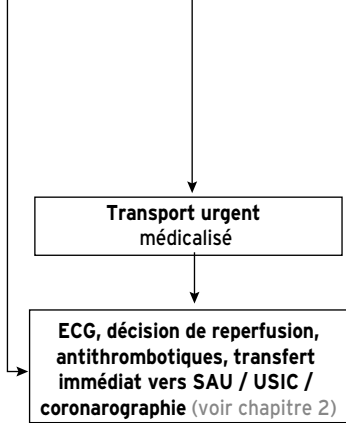 Transport urgent
médicalisé
ECG, décision de reperfusion,
antithrombotiques, transfert
immédiat vers SAU / USIC /
coronarographie (voir chapitre 2)